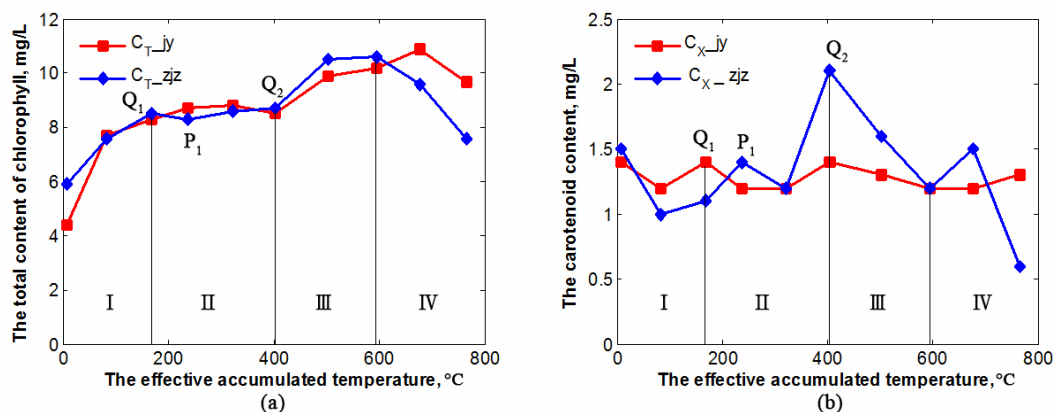 The total content of chlorophyll, mg/L
12
10
8
6
4
2
0
C_T_jy
C_T_zjz
Q1
P1
Q2
I
II
III
IV
0
200
400
600
800
The effective accumulated temperature, °C
(a)
The carotenoid content, mg/L
2.5
2
1.5
1
0.5
0
C_X_jy
C_X_ zjz
Q1
P1
Q2
I
II
III
IV
0
200
400
600
800
The effective accumulated temperature, °C
(b)